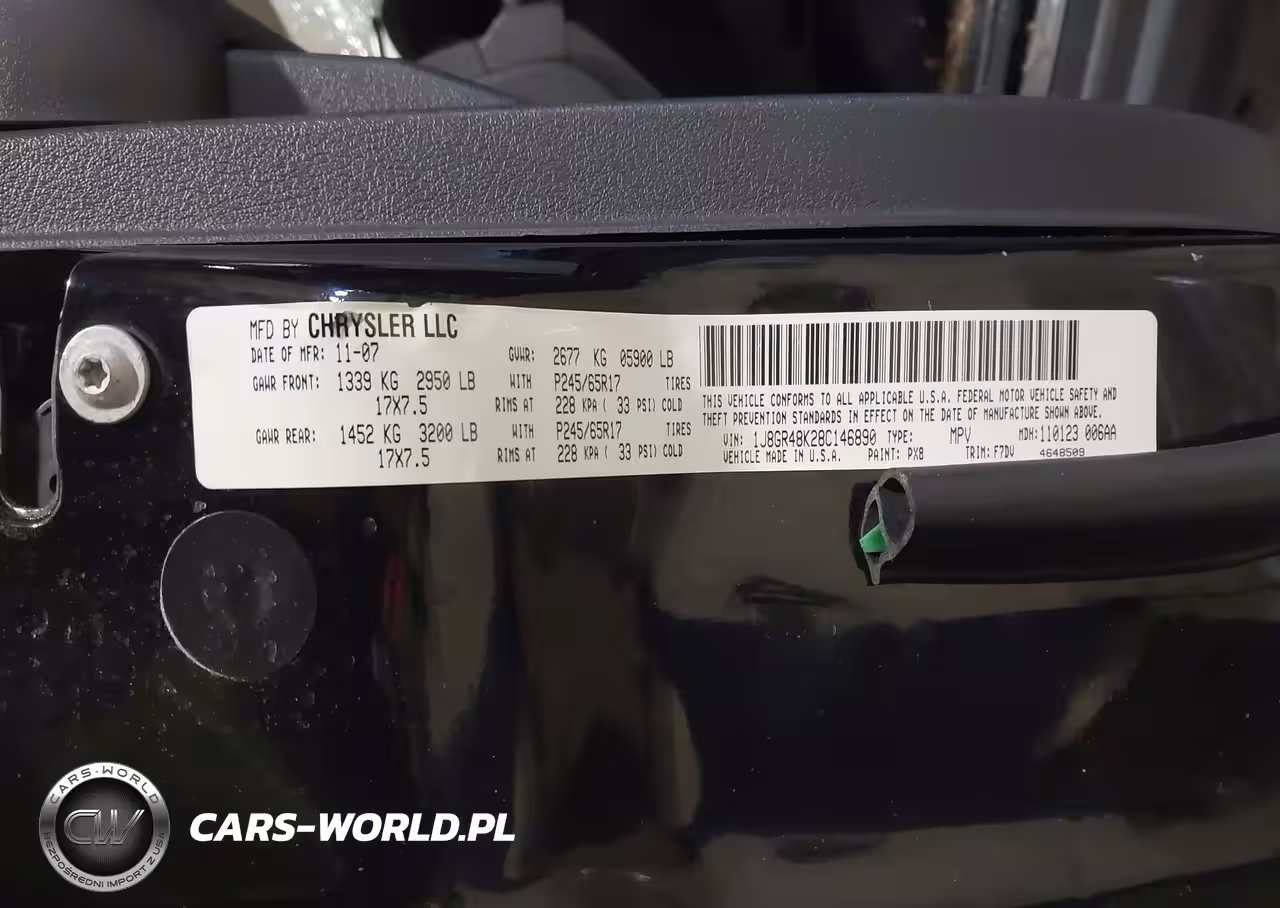 MFD BY CHRYSLER LLC
DATE OF MFR: 11-07 GVWR: 2677 KG 05900 LB
GAWR FRONT: 1339 KG 2950 LB WITH P245/65R17 TIRES
17X7.5 RIMS AT 228 KPA ( 33 PSI) COLD
GAWR REAR: 1452 KG 3200 LB WITH P245/65R17 TIRES
17X7.5 RIMS AT 228 KPA ( 33 PSI) COLD
THIS VEHICLE CONFORMS TO ALL APPLICABLE U.S.A. FEDERAL MOTOR VEHICLE SAFETY AND
THEFT PREVENTION STANDARDS IN EFFECT ON THE DATE OF MANUFACTURE SHOWN ABOVE.
VIN: 1J8GR48K28C146890 TYPE: MPV MDH:110123 006AA
VEHICLE MADE IN U.S.A. PAINT: PX8 TRIM: F7DV 4648509
CARS-WORLD
CW
BEZPOŚREDNI IMPORT Z USA
CARS-WORLD.PL